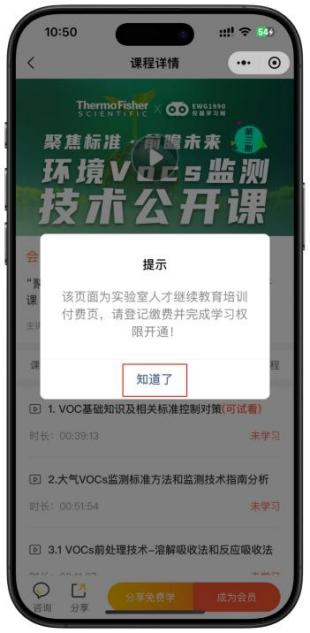 10:50
54
课程详情
ThermoFisher
SCIENTIFIC
×
EWG1990
仪器学习网
聚焦标准·前瞻未来
第三期
环境VOCs监测
技术公开课
会
"聚
课
主讲
提示
该页面为实验室人才继续教育培训
付费页，请登记缴费并完成学习权
限开通！
知道了
课
程
1. VOC基础知识及相关标准控制对策(可试看)
时长：00:39:13
未学习
2.大气VOCs监测标准方法和监测技术指南分析
时长：00:51:54
未学习
3.1 VOCs前处理技术–溶解吸收法和反应吸收法
咨询
分享
分享免费学
成为会员